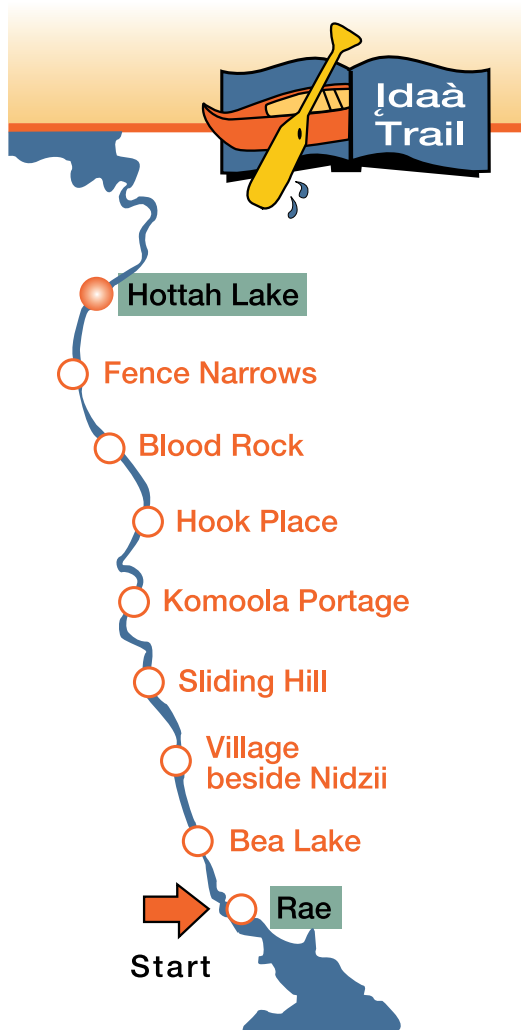 Įdaà
Trail
Hottah Lake
Fence Narrows
Blood Rock
Hook Place
Komoola Portage
Sliding Hill
Village
beside Nidzii
Bea Lake
Rae
Start